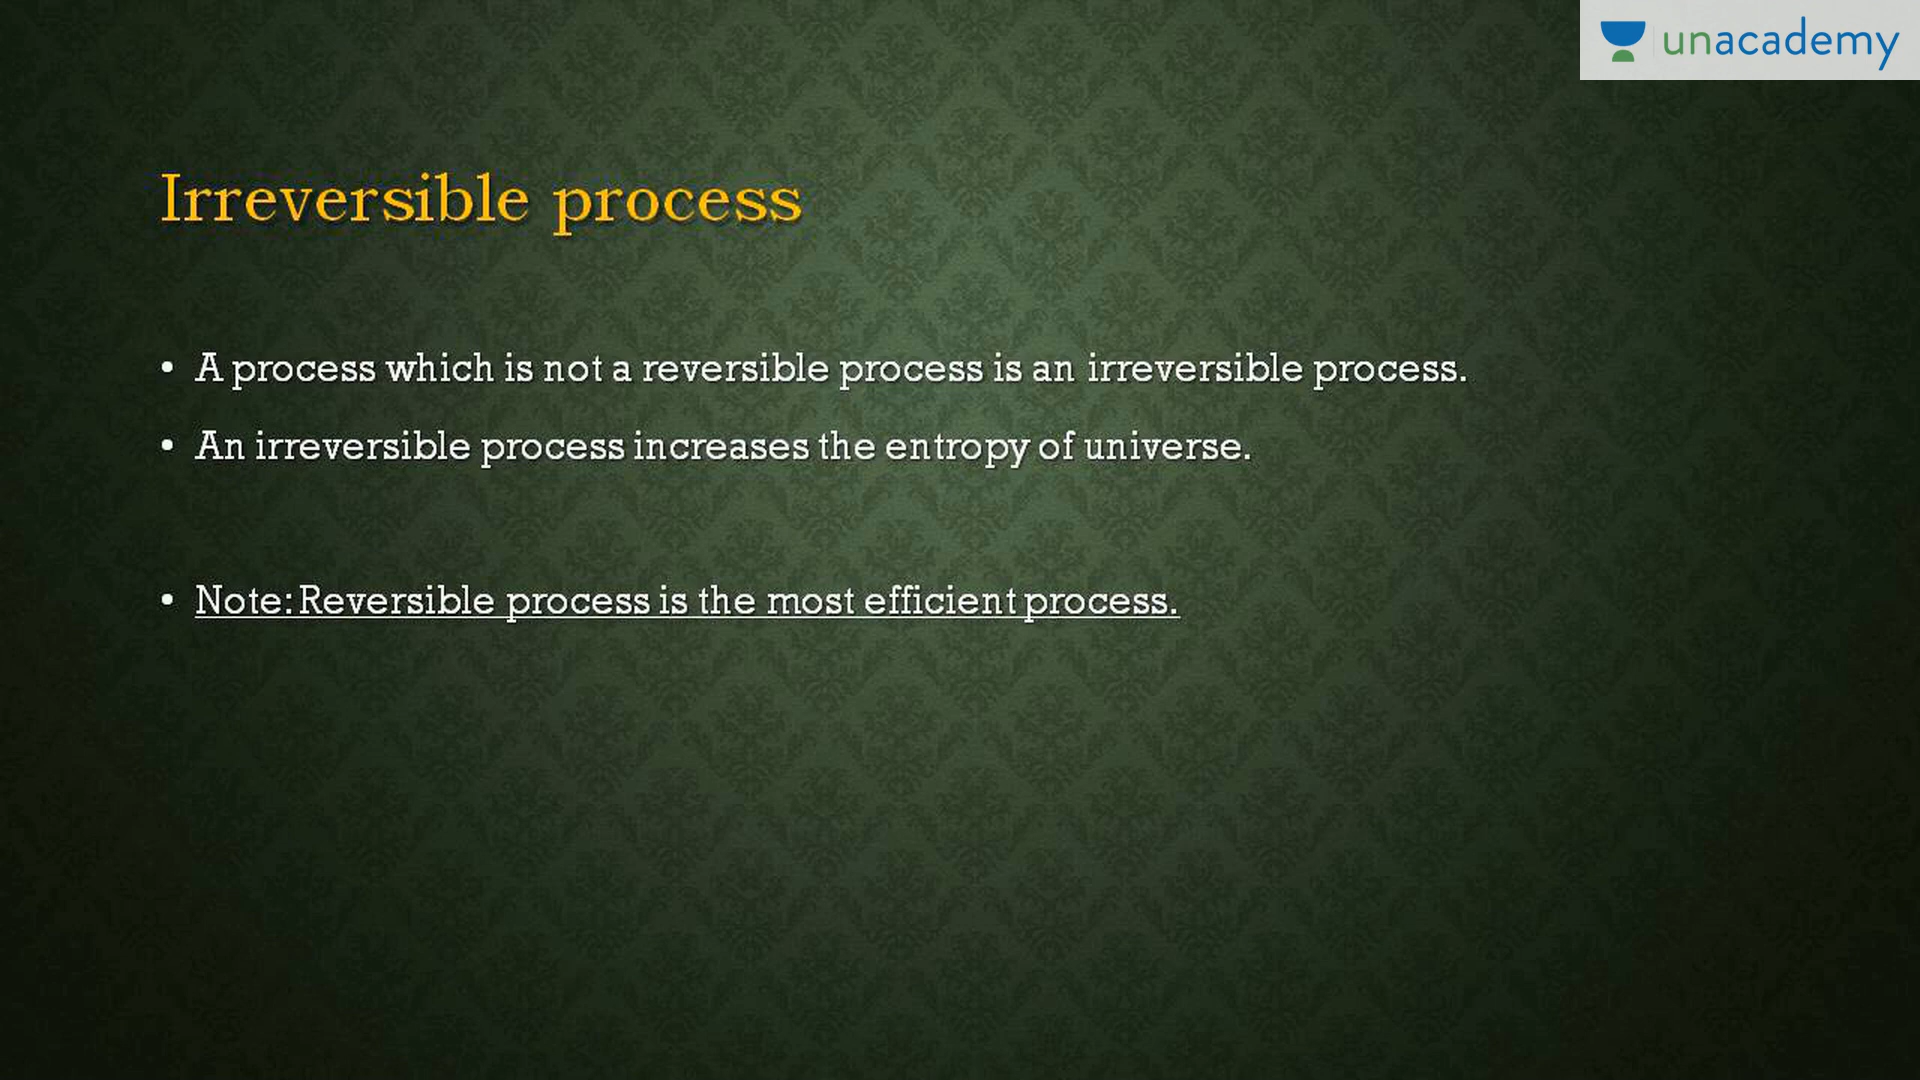 unacademy
Irreversible process
• A process which is not a reversible process is an irreversible process.
• An irreversible process increases the entropy of universe.
• Note: Reversible process is the most efficient process.